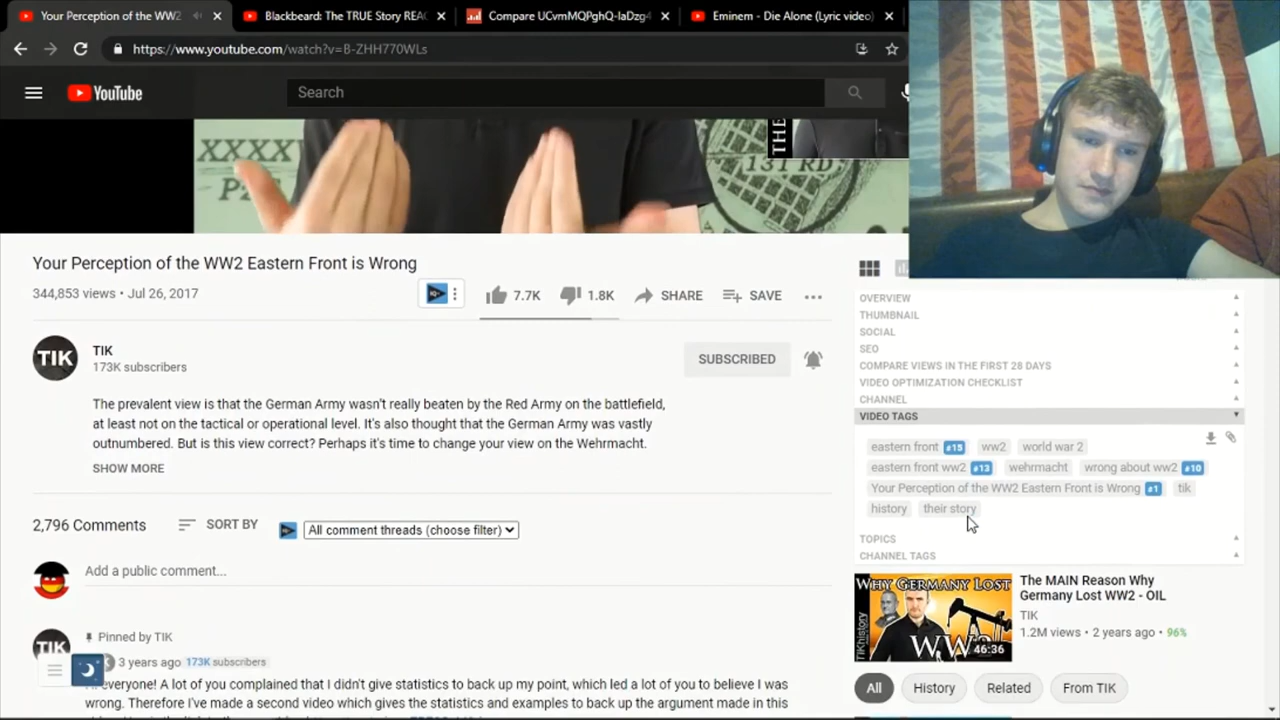 Your Perception of the WW2
Blackbeard: The TRUE Story REAC
Compare UCvmMQPghQ-IaDzg4
Eminem - Die Alone (Lyric video)
https://www.youtube.com/watch?v=B-ZHH770WLs
YouTube
Search
XXXX
131 RD
Your Perception of the WW2 Eastern Front is Wrong
344,853 views • Jul 26, 2017
7.7K
1.8K
SHARE
SAVE
TIK
TIK
173K subscribers
SUBSCRIBED
The prevalent view is that the German Army wasn't really beaten by the Red Army on the battlefield,
at least not on the tactical or operational level. It's also thought that the German Army was vastly
outnumbered. But is this view correct? Perhaps it's time to change your view on the Wehrmacht.
SHOW MORE
2,796 Comments
SORT BY
All comment threads (choose filter)
Add a public comment...
TIK
Pinned by TIK
3 years ago 173K subscribers
everyone! A lot of you complained that I didn't give statistics to back up my point, which led a lot of you to believe I was
wrong. Therefore I've made a second video which gives the statistics and examples to back up the argument made in this
OVERVIEW
THUMBNAIL
SOCIAL
SEO
COMPARE VIEWS IN THE FIRST 28 DAYS
VIDEO OPTIMIZATION CHECKLIST
CHANNEL
VIDEO TAGS
eastern front #15 ww2 world war 2
eastern front ww2 #13 wehrmacht wrong about ww2 #10
Your Perception of the WW2 Eastern Front is Wrong #1 tik
history their story
TOPICS
CHANNEL TAGS
WHY GERMANY LOST
WW2
TIKhistory
46:36
The MAIN Reason Why
Germany Lost WW2 - OIL
TIK
1.2M views • 2 years ago • 96%
All
History
Related
From TIK